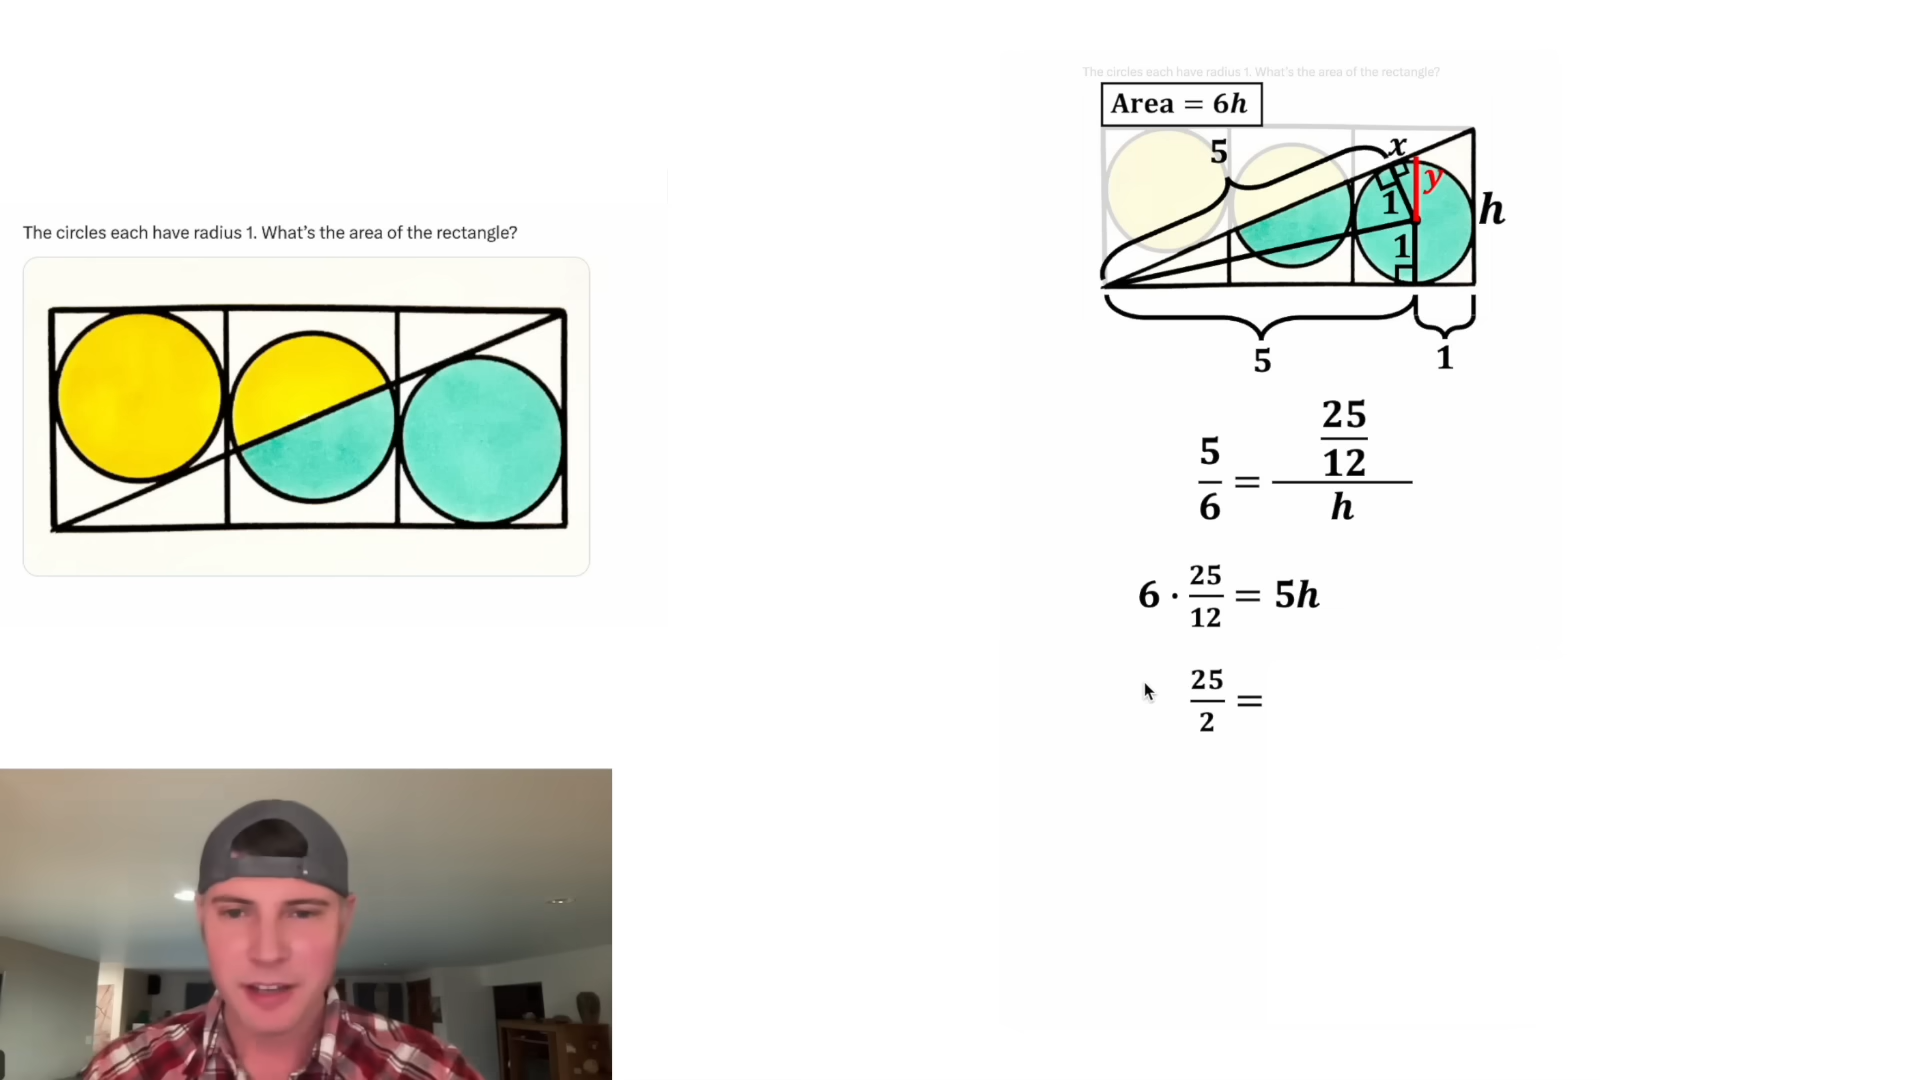 The circles each have radius 1. What's the area of the rectangle?
The circles each have radius 1. What's the area of the rectangle?
Area = 6h
5
x
y
1
h
1
5
1
5/6 = 25/12/h
6 · 25/12 = 5h
25/2 =